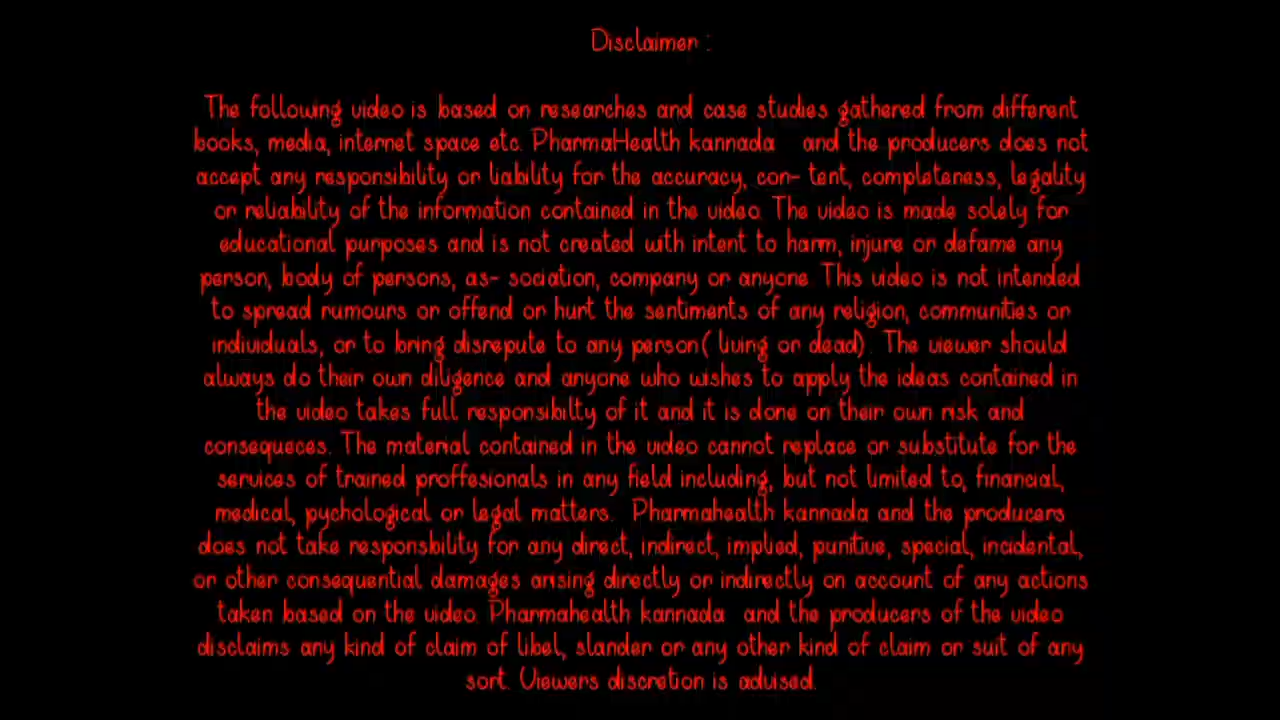 Disclaimer :
The following video is based on researches and case studies gathered from different
books, media, internet space etc. PharmaHealth kannada and the producers does not
accept any responsibility or liability for the accuracy, con- tent, completeness, legality
or reliability of the information contained in the video. The video is made solely for
educational purposes and is not created with intent to harm, injure or defame any
person, body of persons, as- sociation, company or anyone. This video is not intended
to spread rumours or offend or hurt the sentiments of any religion, communities or
individuals, or to bring disrepute to any person( living or dead). The viewer should
always do their own diligence and anyone who wishes to apply the ideas contained in
the video takes full responsibilty of it and it is done on their own risk and
consequeces. The material contained in the video cannot replace or substitute for the
services of trained proffesionals in any field including, but not limited to, financial,
medical, pychological or legal matters. Pharmahealth kannada and the producers
does not take responsbility for any direct, indirect, implied, punitive, special, incidental,
or other consequential damages arising directly or indirectly on account of any actions
taken based on the video. Pharmahealth kannada and the producers of the video
disclaims any kind of claim of libel, slander or any other kind of claim or suit of any
sort. Viewers discretion is advised.